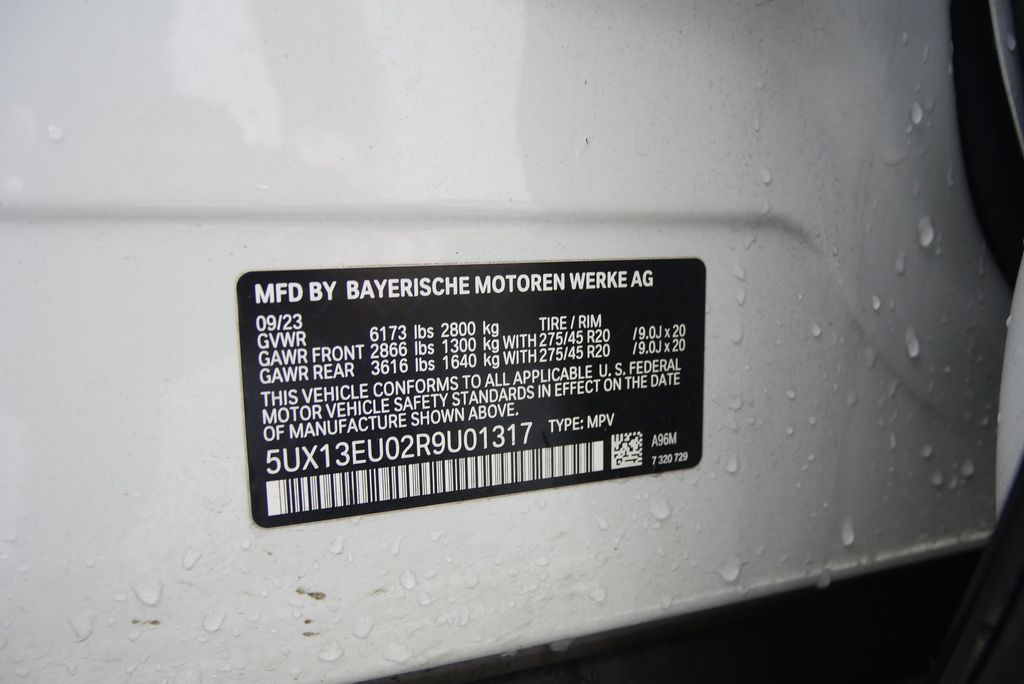 MFD BY BAYERISCHE MOTOREN WERKE AG
09/23 TIRE / RIM
GVWR 6173 lbs 2800 kg
GAWR FRONT 2866 lbs 1300 kg WITH 275/45 R20 /9.0J x 20
GAWR REAR 3616 lbs 1640 kg WITH 275/45 R20 /9.0J x 20
THIS VEHICLE CONFORMS TO ALL APPLICABLE U. S. FEDERAL
MOTOR VEHICLE SAFETY STANDARDS IN EFFECT ON THE DATE
OF MANUFACTURE SHOWN ABOVE.
5UX13EU02R9U01317 TYPE: MPV
A96M
7 320 729